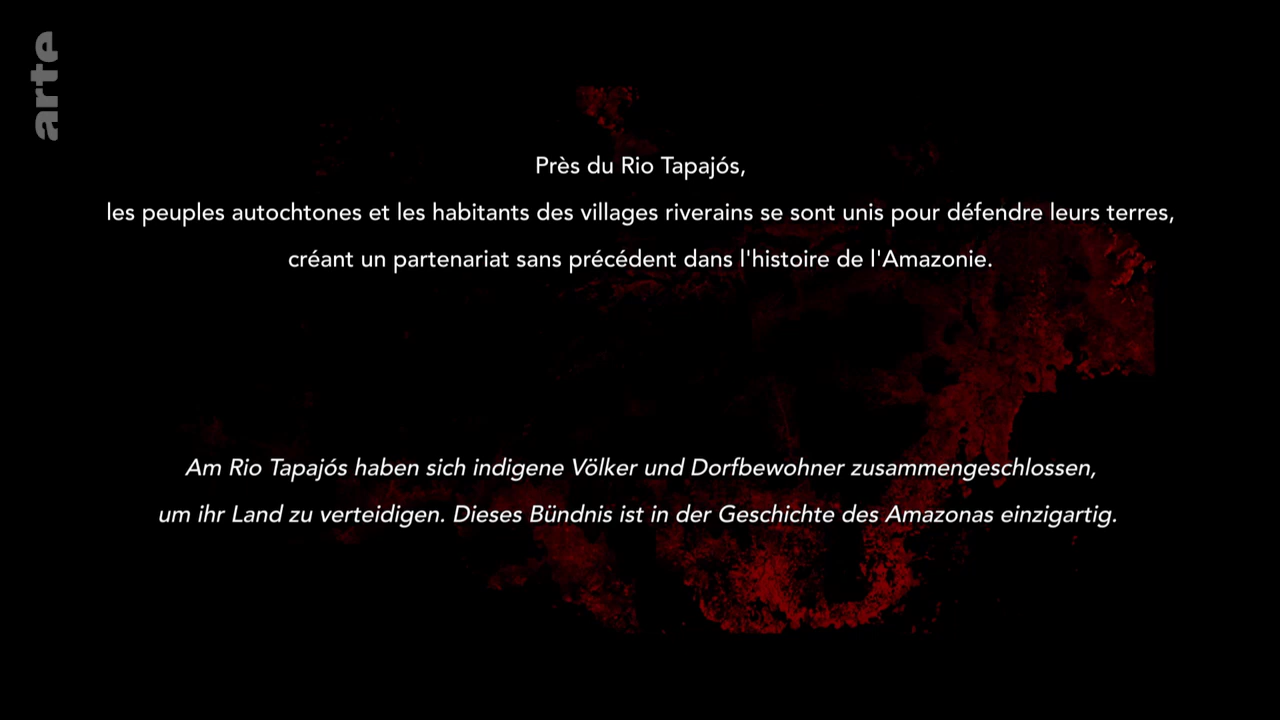 arte
Près du Rio Tapajós,
les peuples autochtones et les habitants des villages riverains se sont unis pour défendre leurs terres,
créant un partenariat sans précédent dans l'histoire de l'Amazonie.
Am Rio Tapajós haben sich indigene Völker und Dorfbewohner zusammengeschlossen,
um ihr Land zu verteidigen. Dieses Bündnis ist in der Geschichte des Amazonas einzigartig.